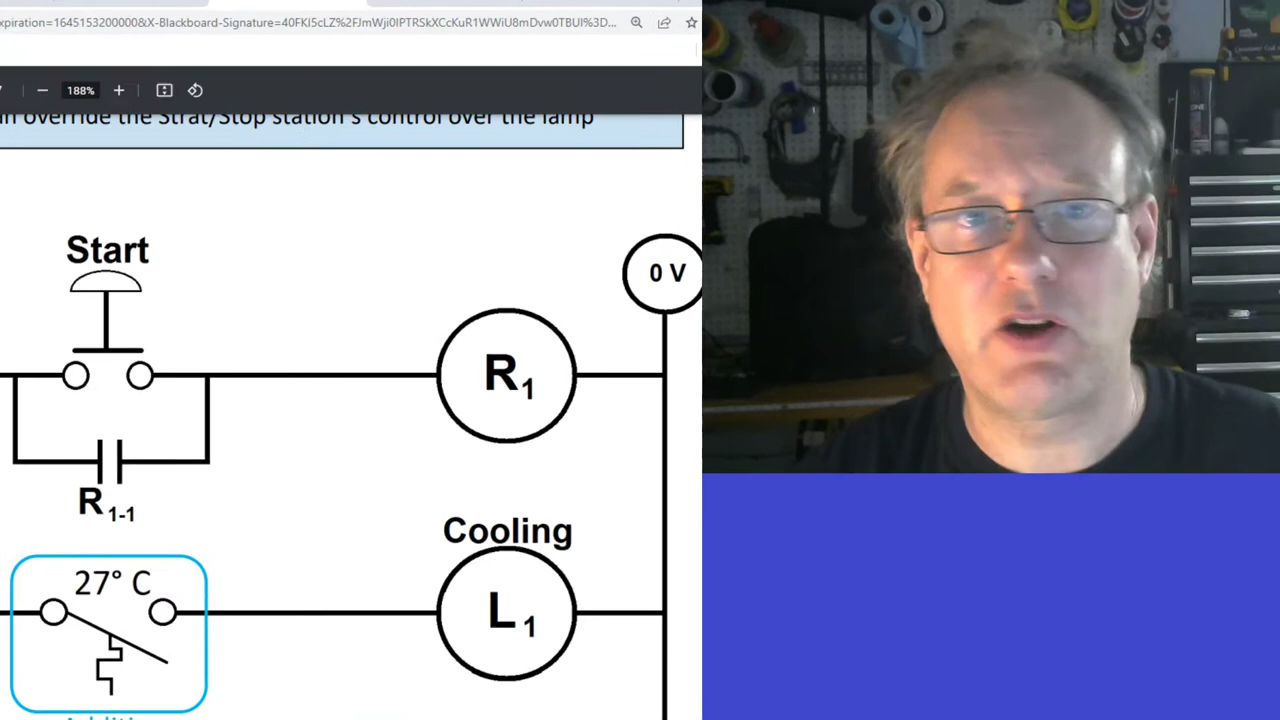 xpiration=1645153200000&X-Blackboard-Signature=40FKI5cLZ%2FJmWji0IPTRSkXCcKuR1WWiU8mDvw0TBUI%3D...
188%
override the Strat/Stop station's control over the lamp
Start
0 V
R1
R1-1
Cooling
27° C
L1